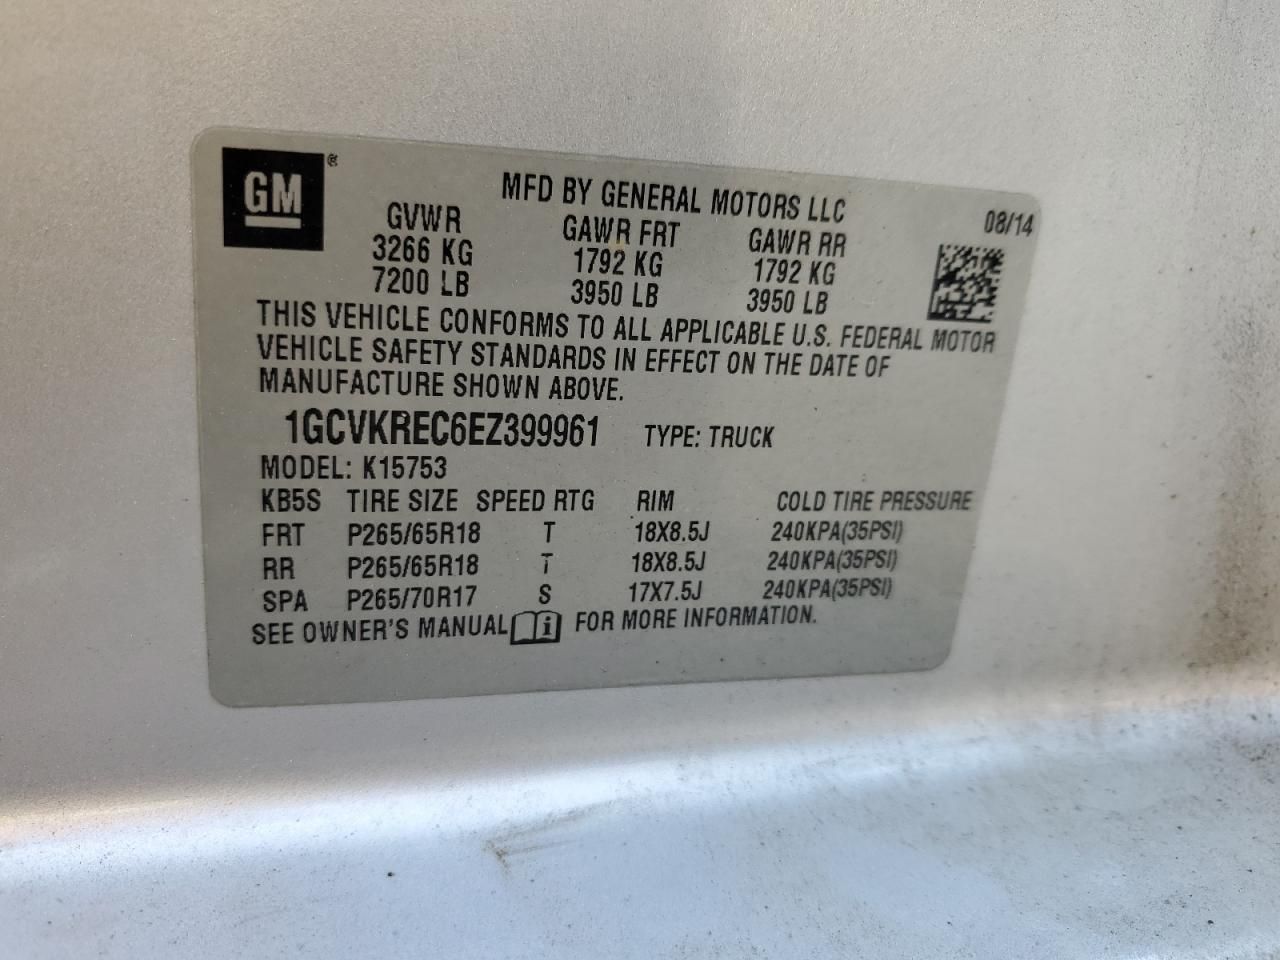 GM ®
MFD BY GENERAL MOTORS LLC
08/14
GVWR GAWR FRT GAWR RR
3266 KG 1792 KG 1792 KG
7200 LB 3950 LB 3950 LB
THIS VEHICLE CONFORMS TO ALL APPLICABLE U.S. FEDERAL MOTOR
VEHICLE SAFETY STANDARDS IN EFFECT ON THE DATE OF
MANUFACTURE SHOWN ABOVE.
1GCVKREC6EZ399961 TYPE: TRUCK
MODEL: K15753
KB5S TIRE SIZE SPEED RTG RIM COLD TIRE PRESSURE
FRT P265/65R18 T 18X8.5J 240KPA(35PSI)
RR P265/65R18 T 18X8.5J 240KPA(35PSI)
SPA P265/70R17 S 17X7.5J 240KPA(35PSI)
SEE OWNER'S MANUAL i FOR MORE INFORMATION.